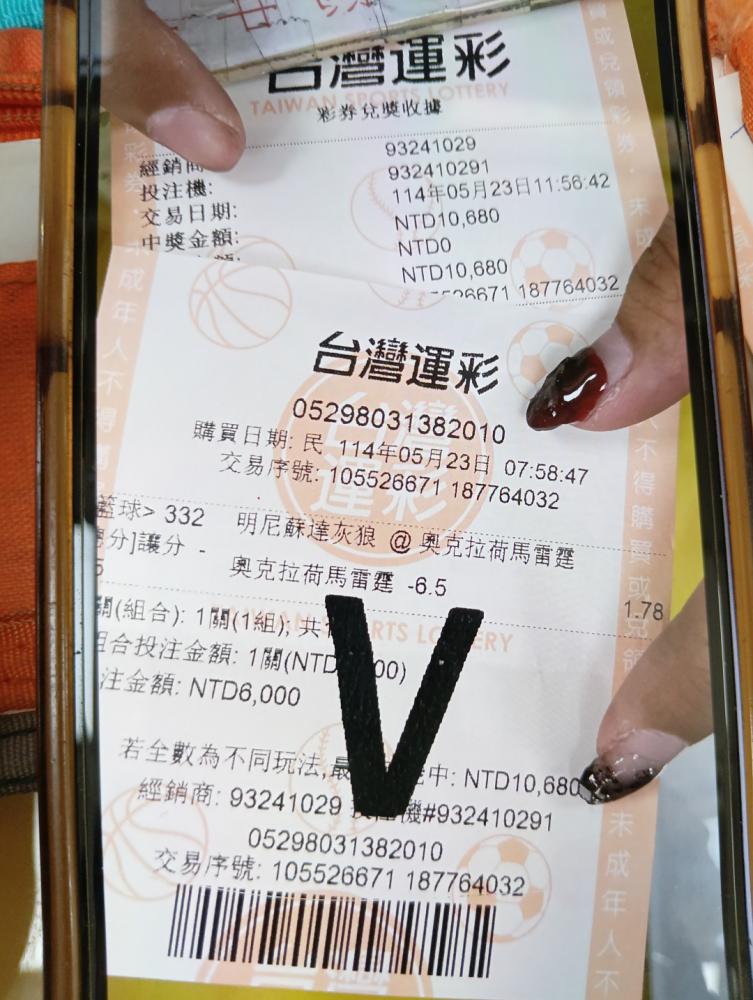 台灣運彩
TAIWAN SPORTS LOTTERY
彩券兌獎收據
經銷商 93241029
投注機: 932410291
交易日期: 114年05月23日11:56:42
中獎金額: NTD10,680
NTD0
NTD10,680
26671 187764032
台灣運彩
05298031382010
購買日期: 民 114年05月23日 07:58:47
交易序號: 105526671 187764032
籃球> 332 明尼蘇達灰狼 @ 奧克拉荷馬雷霆
分]讓分 - 奧克拉荷馬雷霆 -6.5
5 1.78
關(組合): 1關(1組); 共
組合投注金額: 1關(NTD 00)
注金額: NTD6,000
V
若全數為不同玩法,最 中: NTD10,680
經銷商: 93241029 機#932410291
05298031382010
交易序號: 105526671 187764032
未成年人不得購買或兌領彩券